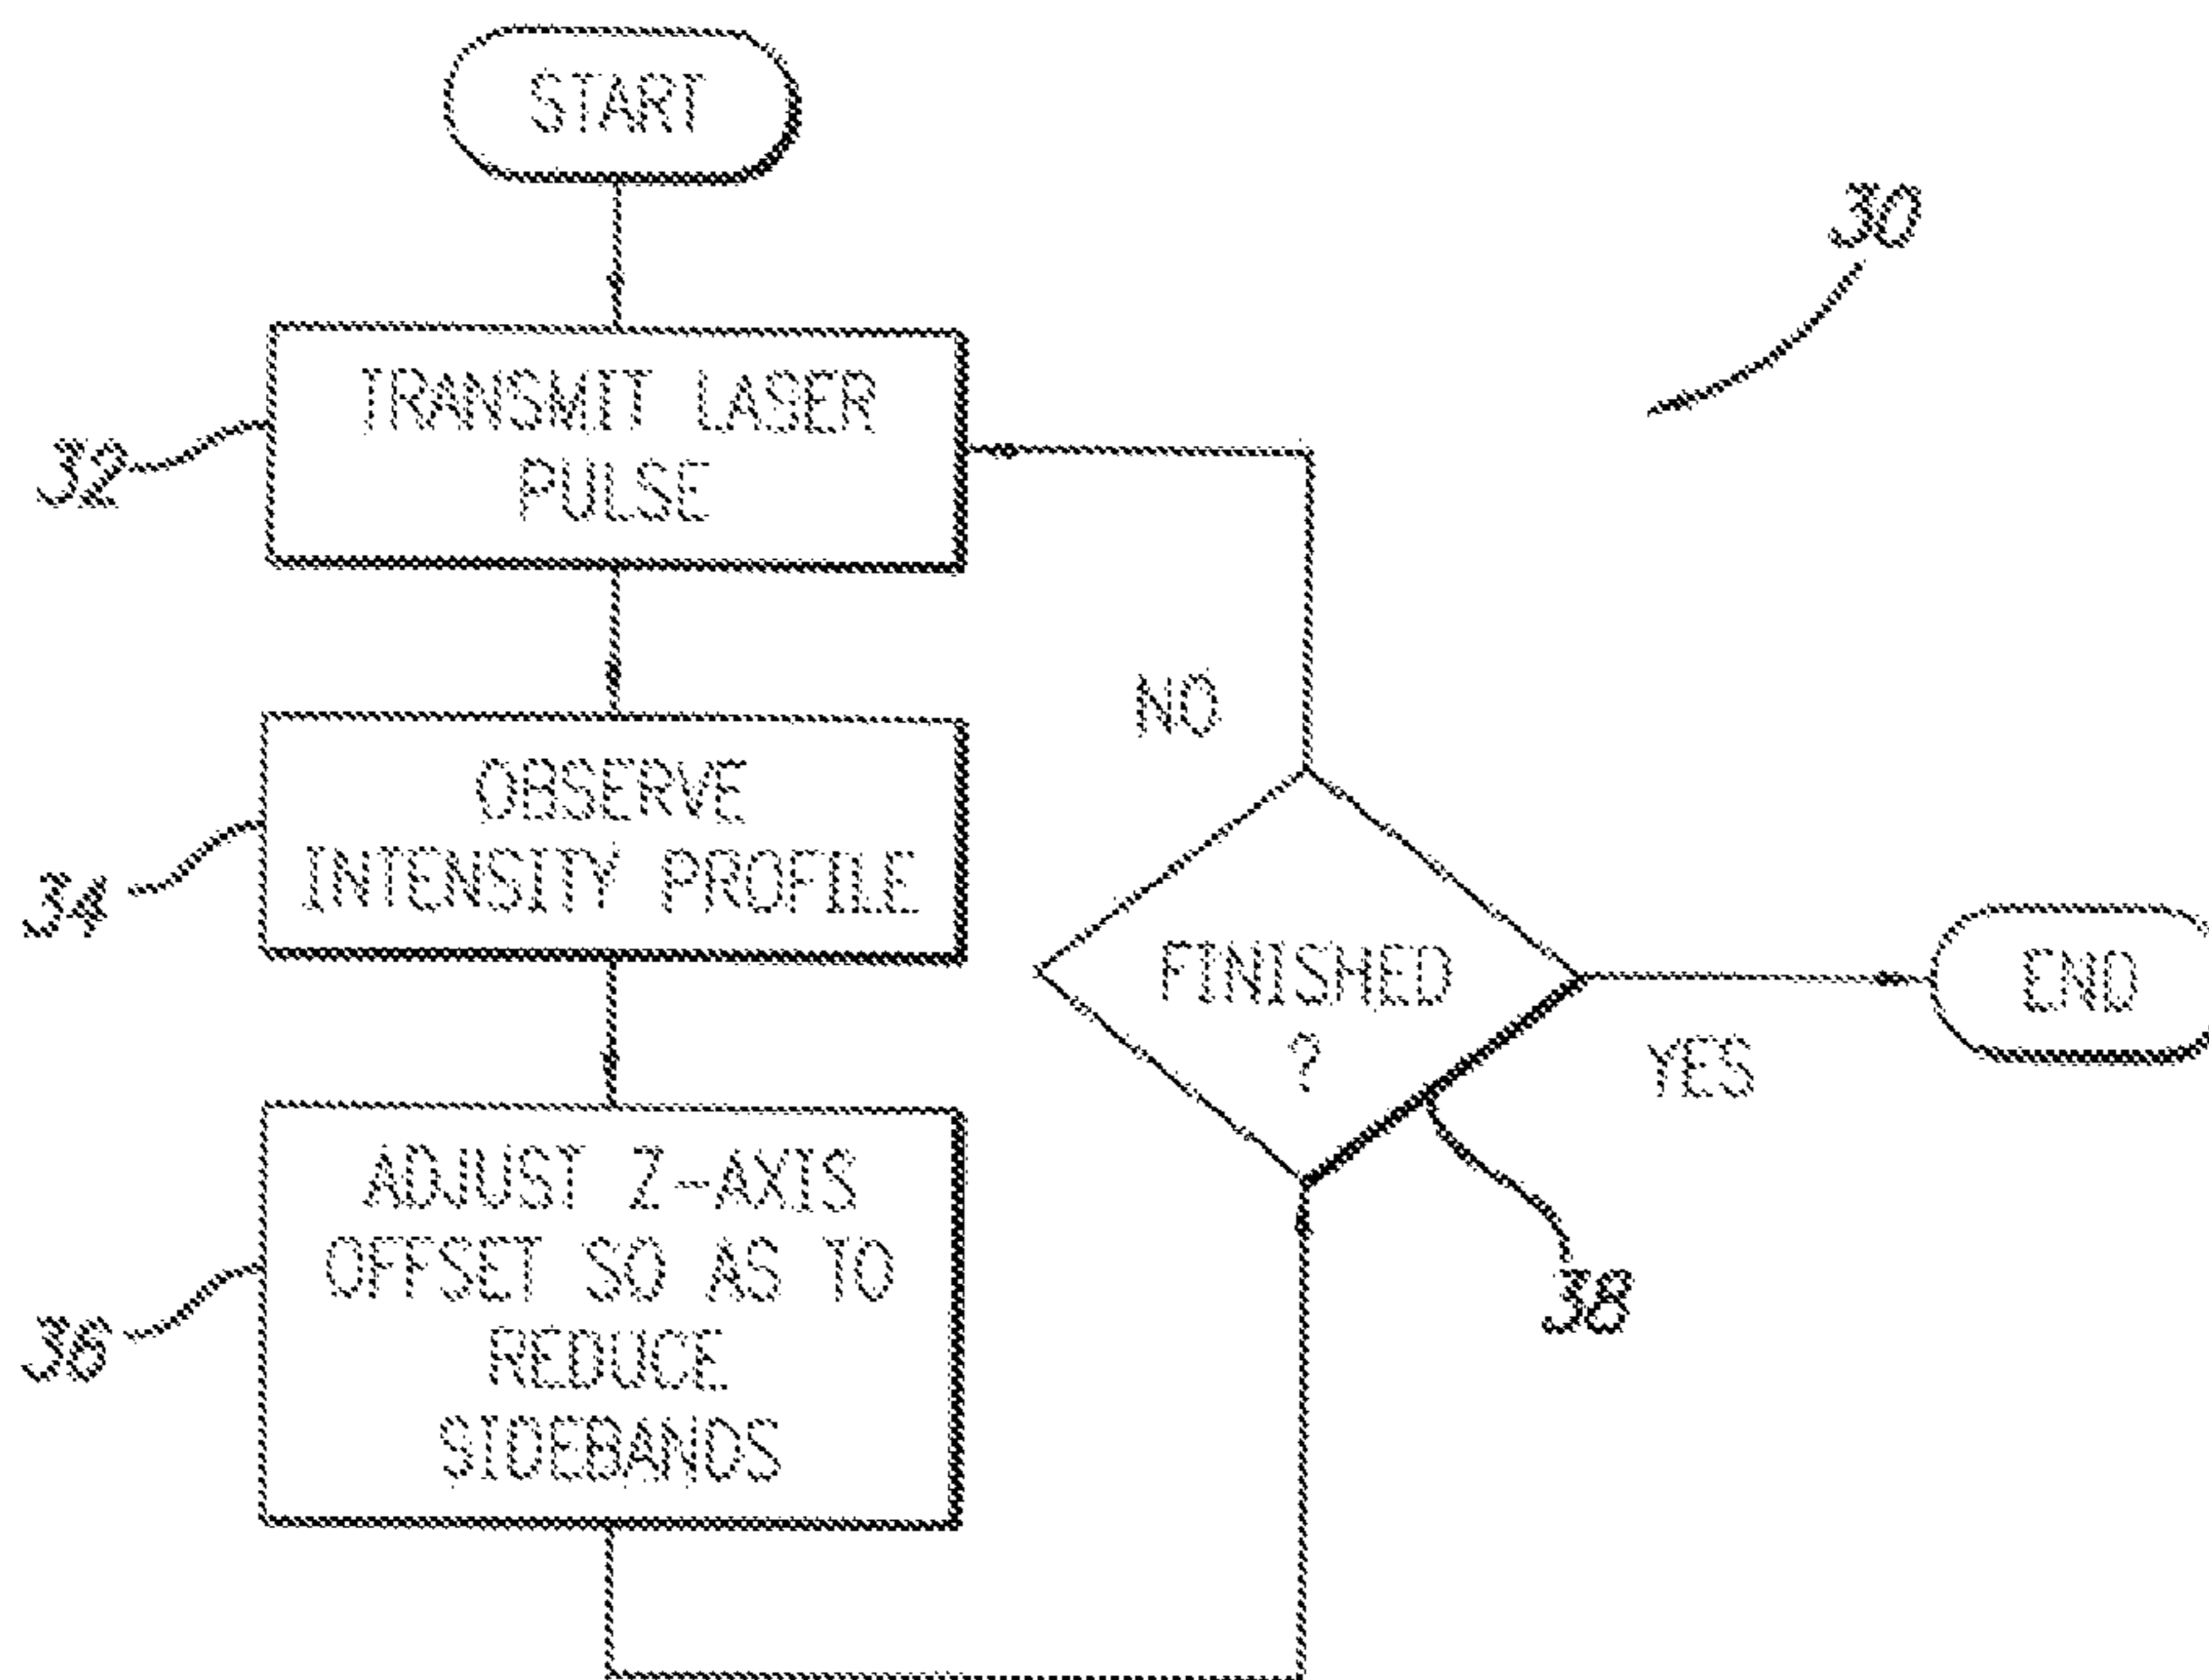 START
30
32
TRANSMIT LASER
PULSE
NO
34
OBSERVE
INTENSITY PROFILE
FINISHED
?
YES
END
36
ADJUST Z-AXIS
OFFSET SO AS TO
REDUCE
SIDEBANDS
38